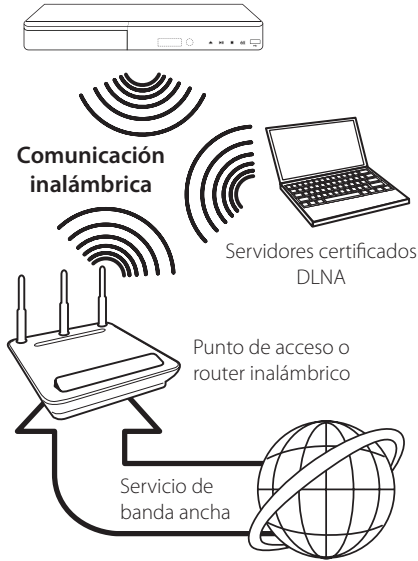 Comunicación
inalámbrica
Servidores certificados
DLNA
Punto de acceso o
router inalámbrico
Servicio de
banda ancha